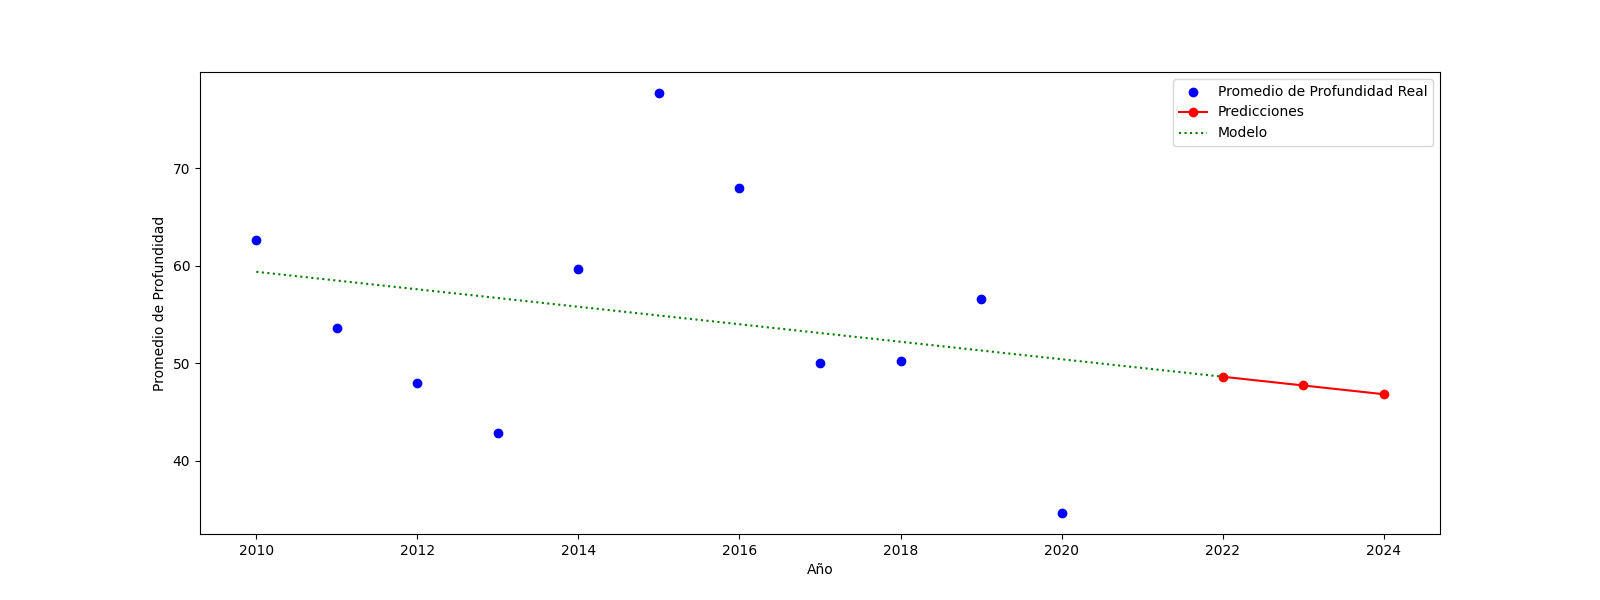 Promedio de Profundidad Real
Predicciones
Modelo
Promedio de Profundidad
70
60
50
40
2010 2012 2014 2016 2018 2020 2022 2024
Año